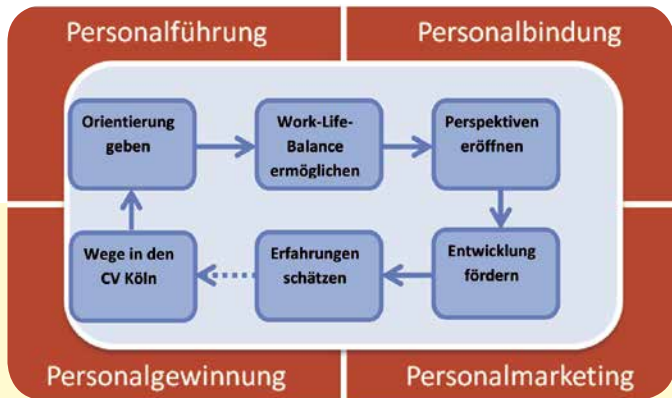 Personalführung
Personalbindung
Orientierung
geben
Work-Life-
Balance
ermöglichen
Perspektiven
eröffnen
Wege in den
CV Köln
Erfahrungen
schätzen
Entwicklung
fördern
Personalgewinnung
Personalmarketing